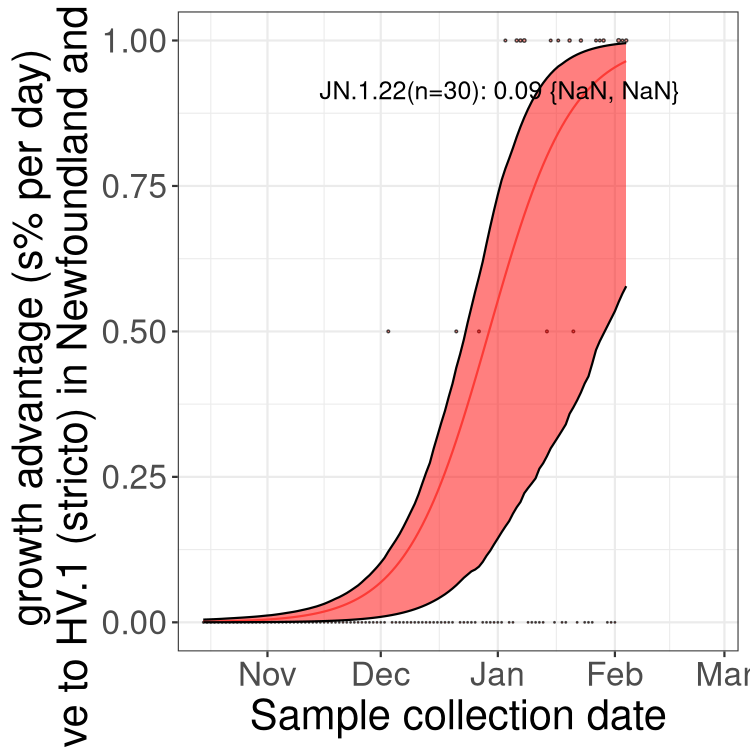 growth advantage (s% per day)
ve to HV.1 (stricto) in Newfoundland and
1.00
0.75
0.50
0.25
0.00
JN.1.22(n=30): 0.09 {NaN, NaN}
Nov Dec Jan Feb Mar
Sample collection date